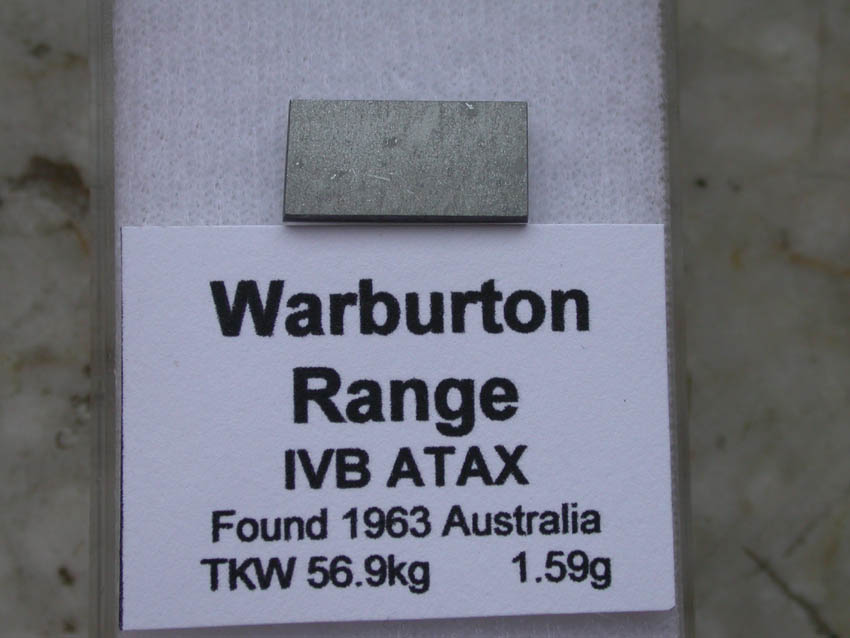 Warburton
Range
IVB ATAX
Found 1963 Australia
TKW 56.9kg 1.59g